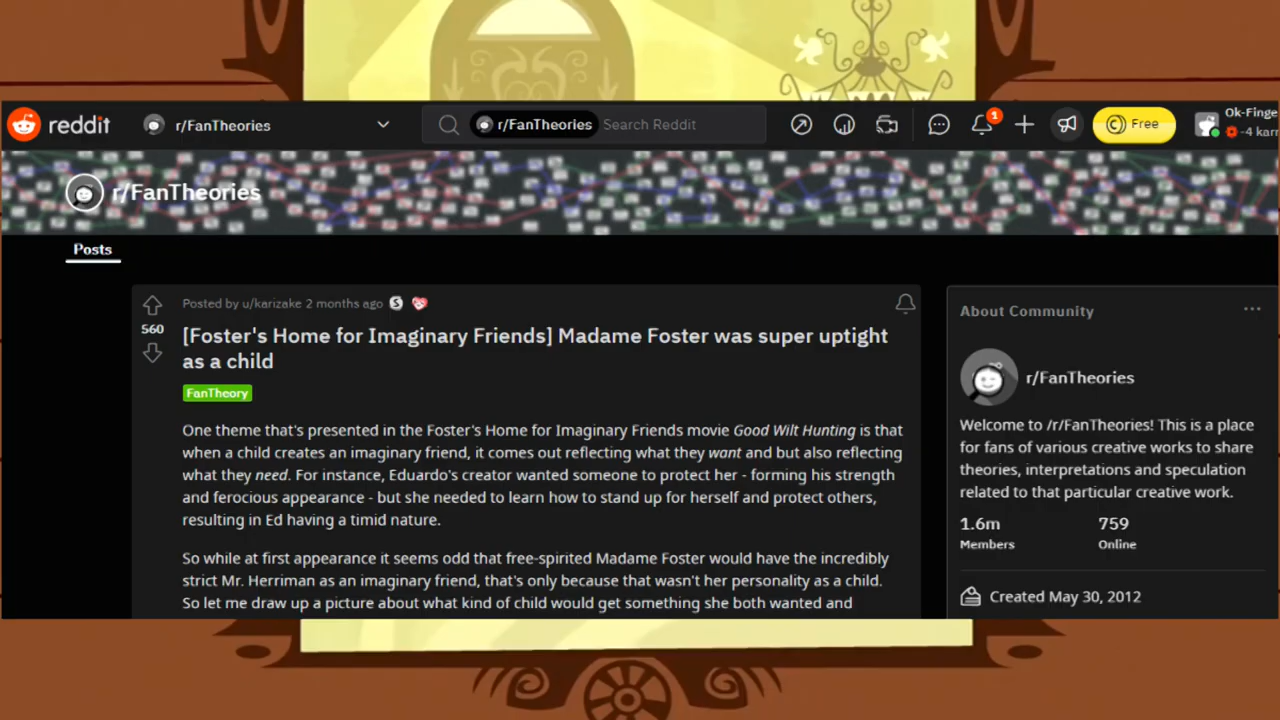 reddit
r/FanTheories
r/FanTheories Search Reddit
1
Free
Ok-Finge
-4 karr
r/FanTheories
Posts
Posted by u/karizake 2 months ago
560
[Foster's Home for Imaginary Friends] Madame Foster was super uptight
as a child
FanTheory
One theme that's presented in the Foster's Home for Imaginary Friends movie Good Wilt Hunting is that
when a child creates an imaginary friend, it comes out reflecting what they want and but also reflecting
what they need. For instance, Eduardo's creator wanted someone to protect her - forming his strength
and ferocious appearance - but she needed to learn how to stand up for herself and protect others,
resulting in Ed having a timid nature.
So while at first appearance it seems odd that free-spirited Madame Foster would have the incredibly
strict Mr. Herriman as an imaginary friend, that's only because that wasn't her personality as a child.
So let me draw up a picture about what kind of child would get something she both wanted and
About Community
r/FanTheories
Welcome to /r/FanTheories! This is a place
for fans of various creative works to share
theories, interpretations and speculation
related to that particular creative work.
1.6m 759
Members Online
Created May 30, 2012